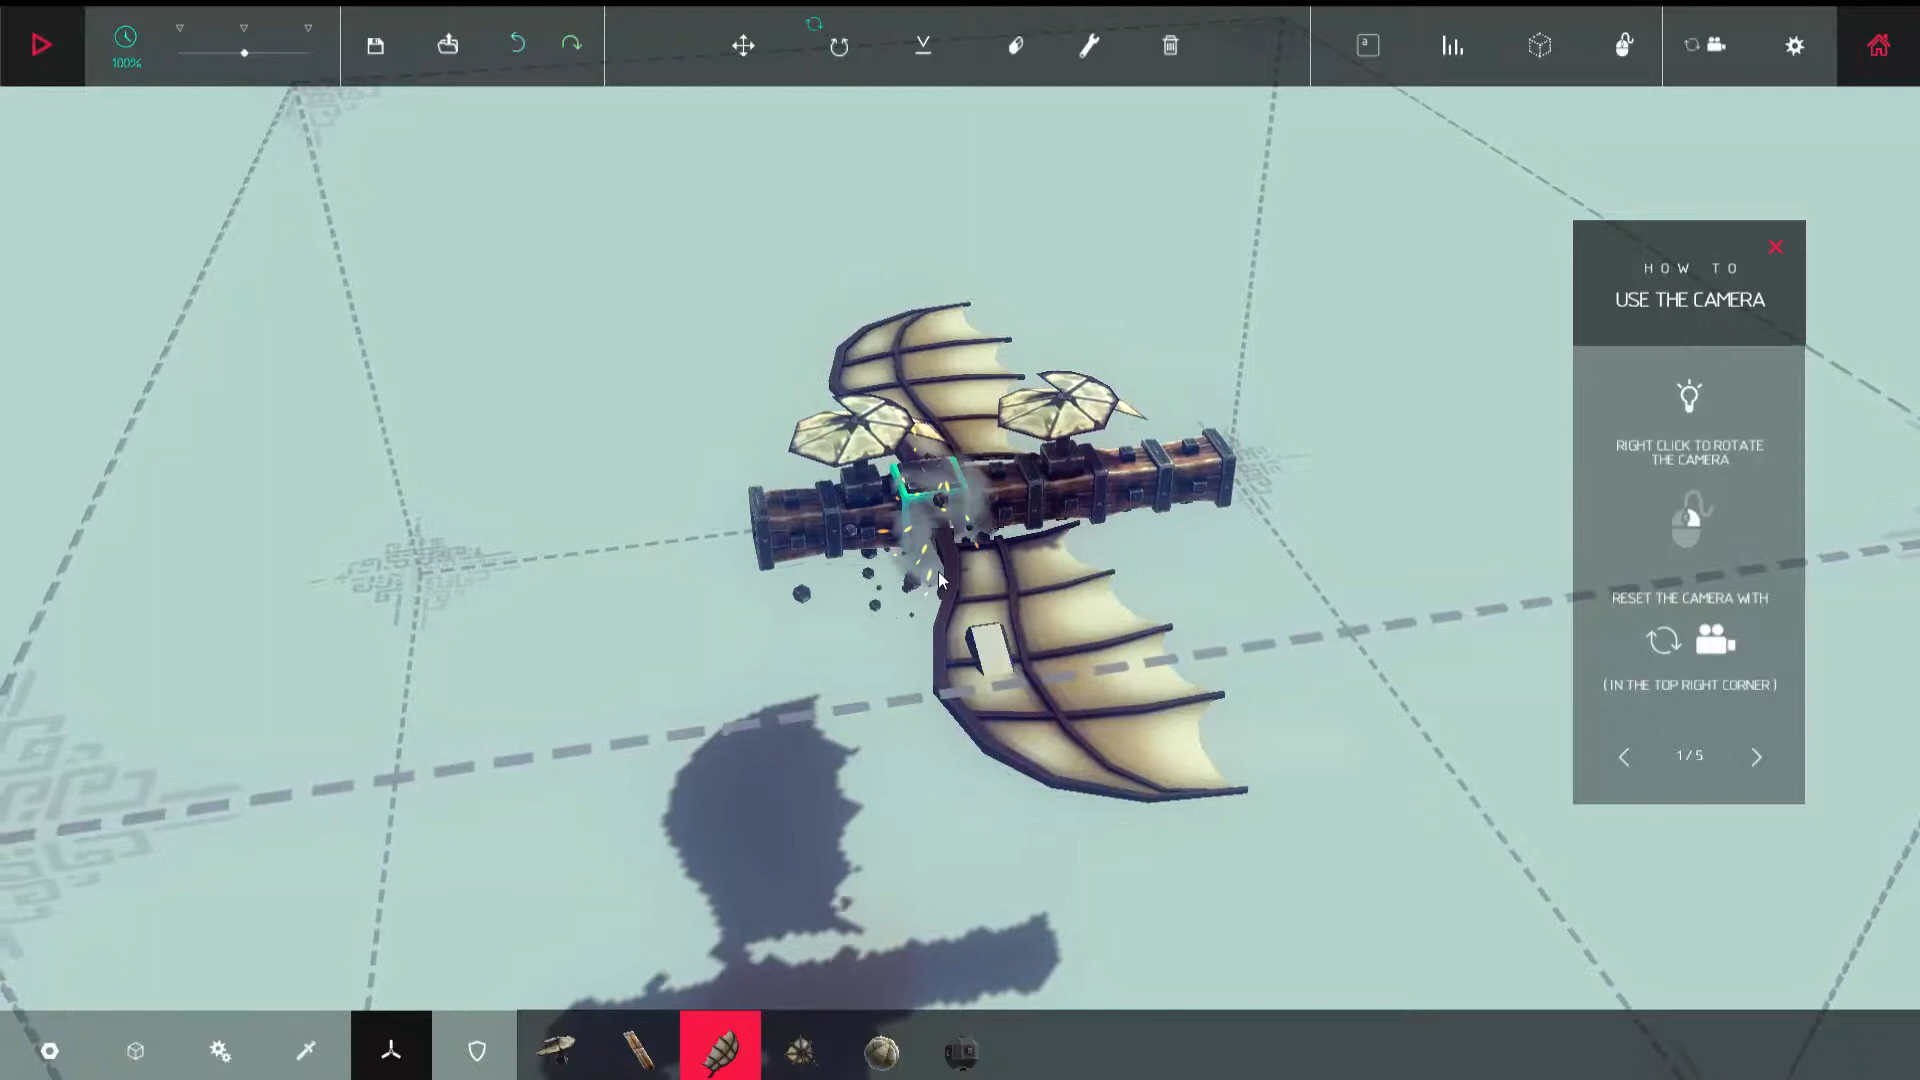 100%
a
HOW TO
USE THE CAMERA
RIGHT CLICK TO ROTATE
THE CAMERA
RESET THE CAMERA WITH
( IN THE TOP RIGHT CORNER )
1/5